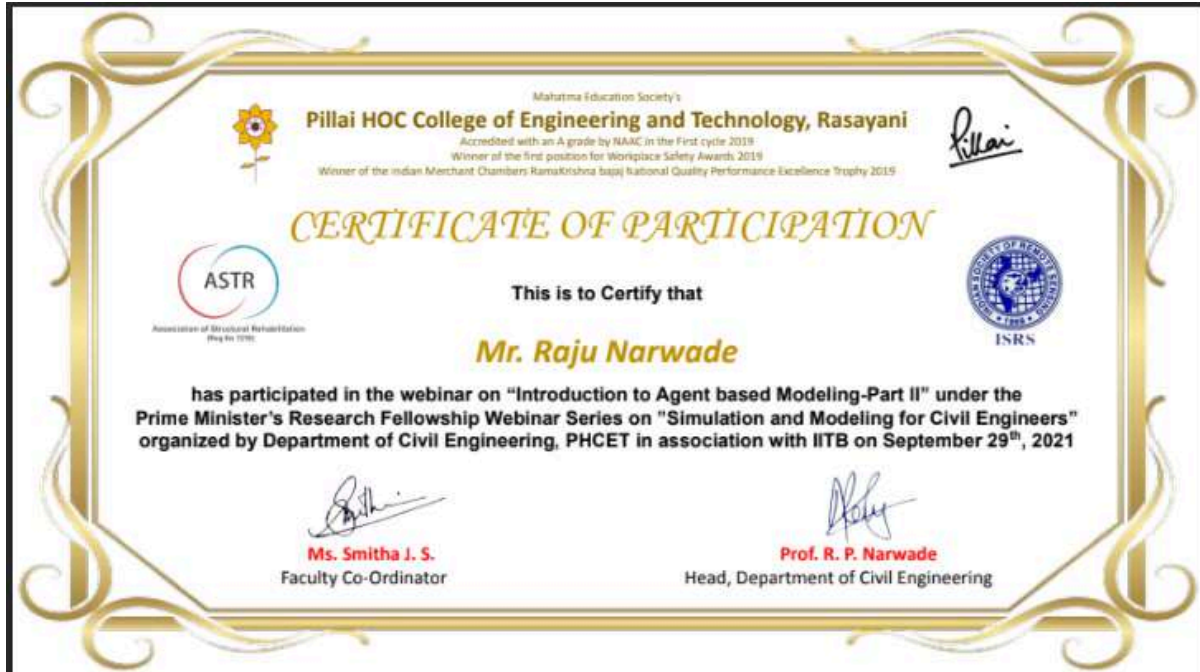 Mahatma Education Society's
Pillai HOC College of Engineering and Technology, Rasayani
Accredited with an A grade by NAAC in the First cycle 2019
Winner of the first position for Workplace Safety Awards 2019
Winner of the Indian Merchant Chambers RamaKrishna bajaj National Quality Performance Excellence Trophy 2019
Pillai
CERTIFICATE OF PARTICIPATION
ASTR
Association of Structural Rehabilitation
INDIAN SOCIETY OF REMOTE SENSING
ISRS
This is to Certify that
Mr. Raju Narwade
has participated in the webinar on “Introduction to Agent based Modeling-Part II” under the
Prime Minister’s Research Fellowship Webinar Series on "Simulation and Modeling for Civil Engineers”
organized by Department of Civil Engineering, PHCET in association with IITB on September 29th, 2021
Ms. Smitha J. S.
Faculty Co-Ordinator
Prof. R. P. Narwade
Head, Department of Civil Engineering